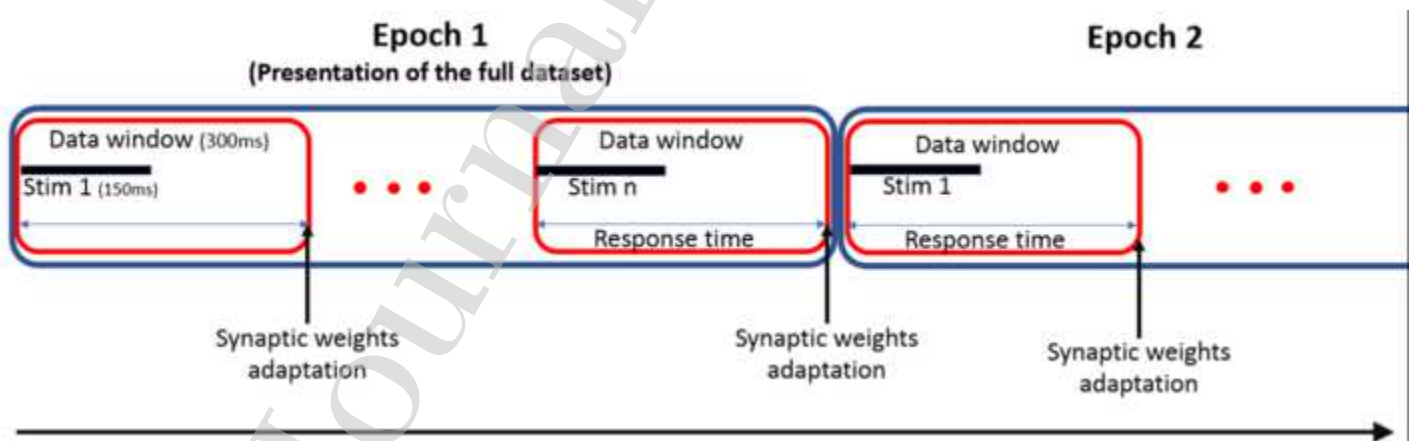 Epoch 1
(Presentation of the full dataset)
Epoch 2
Data window (300ms)
Stim 1 (150ms)
Data window
Stim n
Response time
Data window
Stim 1
Response time
Synaptic weights
adaptation
Synaptic weights
adaptation
Synaptic weights
adaptation
Journal